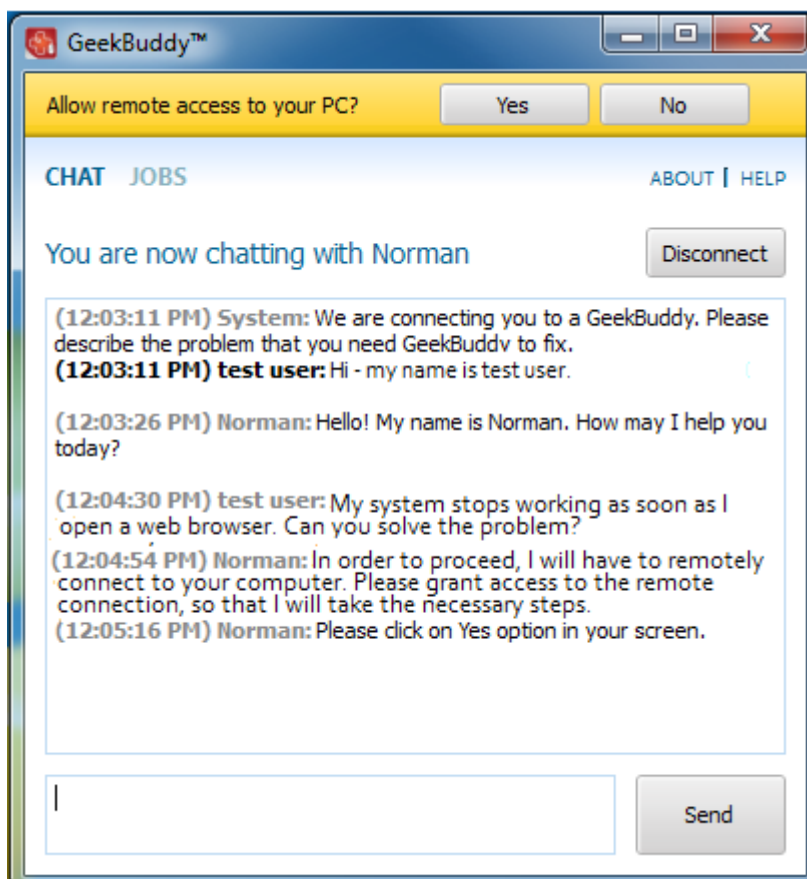 GeekBuddy™
Allow remote access to your PC? Yes No
CHAT JOBS ABOUT | HELP
You are now chatting with Norman Disconnect
(12:03:11 PM) System: We are connecting you to a GeekBuddy. Please
describe the problem that you need GeekBuddy to fix.
(12:03:11 PM) test user: Hi - my name is test user.
(12:03:26 PM) Norman: Hello! My name is Norman. How may I help you
today?
(12:04:30 PM) test user: My system stops working as soon as I
open a web browser. Can you solve the problem?
(12:04:54 PM) Norman: In order to proceed, I will have to remotely
connect to your computer. Please grant access to the remote
connection, so that I will take the necessary steps.
(12:05:16 PM) Norman: Please click on Yes option in your screen.
Send